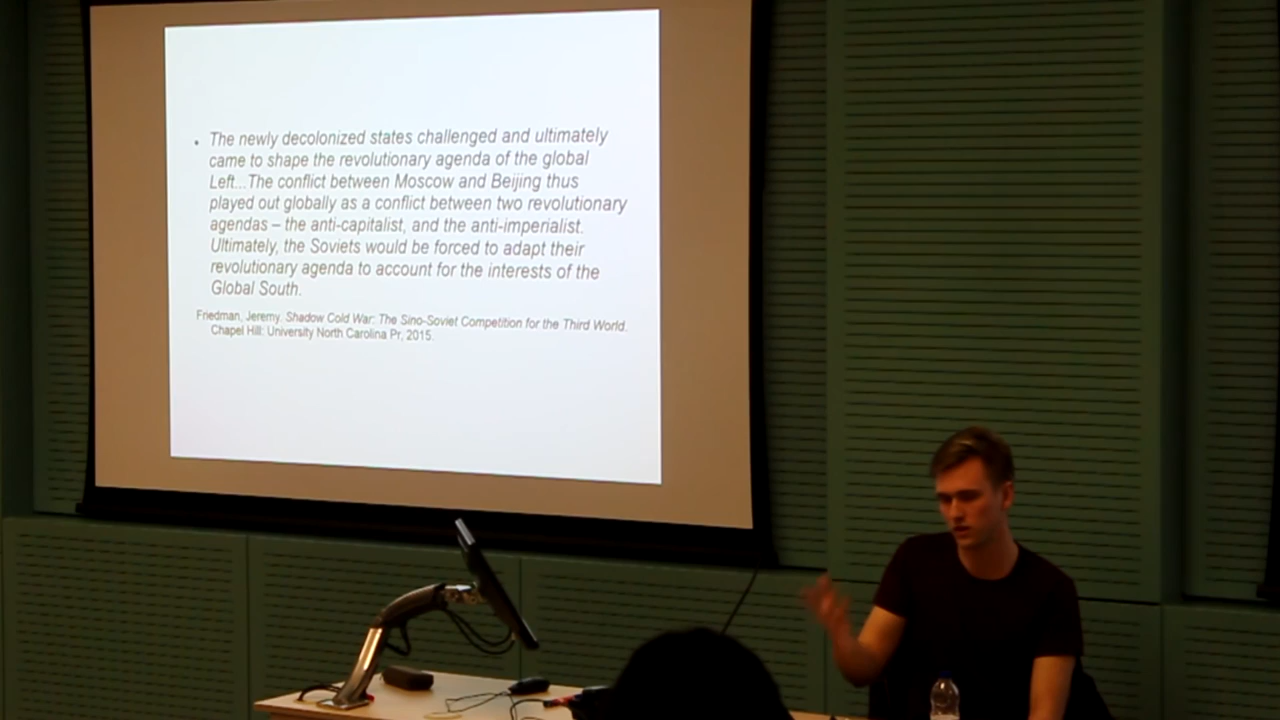 • The newly decolonized states challenged and ultimately
came to shape the revolutionary agenda of the global
Left...The conflict between Moscow and Beijing thus
played out globally as a conflict between two revolutionary
agendas – the anti-capitalist, and the anti-imperialist.
Ultimately, the Soviets would be forced to adapt their
revolutionary agenda to account for the interests of the
Global South.
Friedman, Jeremy. Shadow Cold War: The Sino-Soviet Competition for the Third World.
Chapel Hill: University North Carolina Pr, 2015.